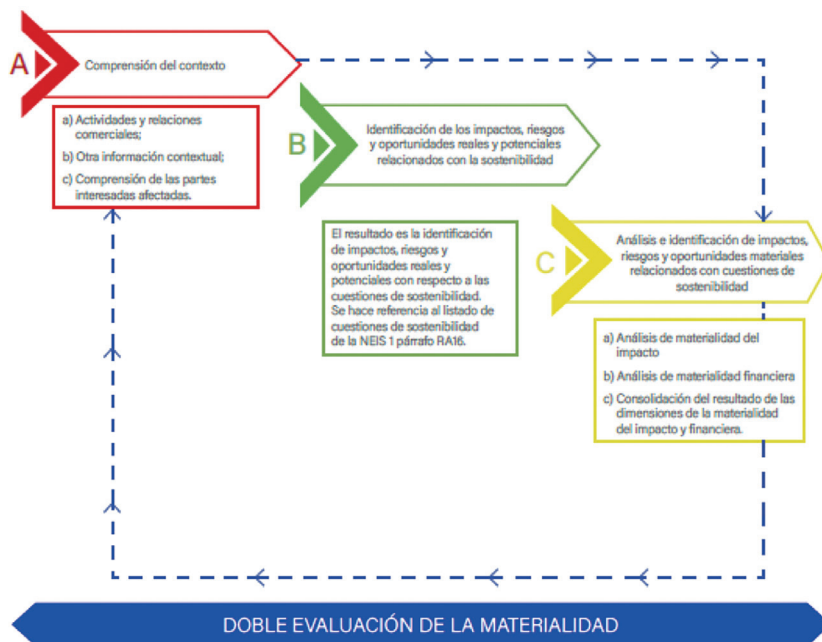 A
Comprensión del contexto
a) Actividades y relaciones
comerciales;
b) Otra información contextual;
c) Comprensión de las partes
interesadas afectadas.
B
Identificación de los impactos, riesgos
y oportunidades reales y potenciales
relacionados con la sostenibilidad
El resultado es la identificación
de impactos, riesgos y
oportunidades reales y
potenciales con respecto a las
cuestiones de sostenibilidad.
Se hace referencia al listado de
cuestiones de sostenibilidad
de la NEIS 1 párrafo RA16.
C
Análisis e identificación de impactos,
riesgos y oportunidades materiales
relacionados con cuestiones de
sostenibilidad
a) Análisis de materialidad del
impacto
b) Análisis de materialidad financiera
c) Consolidación del resultado de las
dimensiones de la materialidad
del impacto y financiera.
DOBLE EVALUACIÓN DE LA MATERIALIDAD